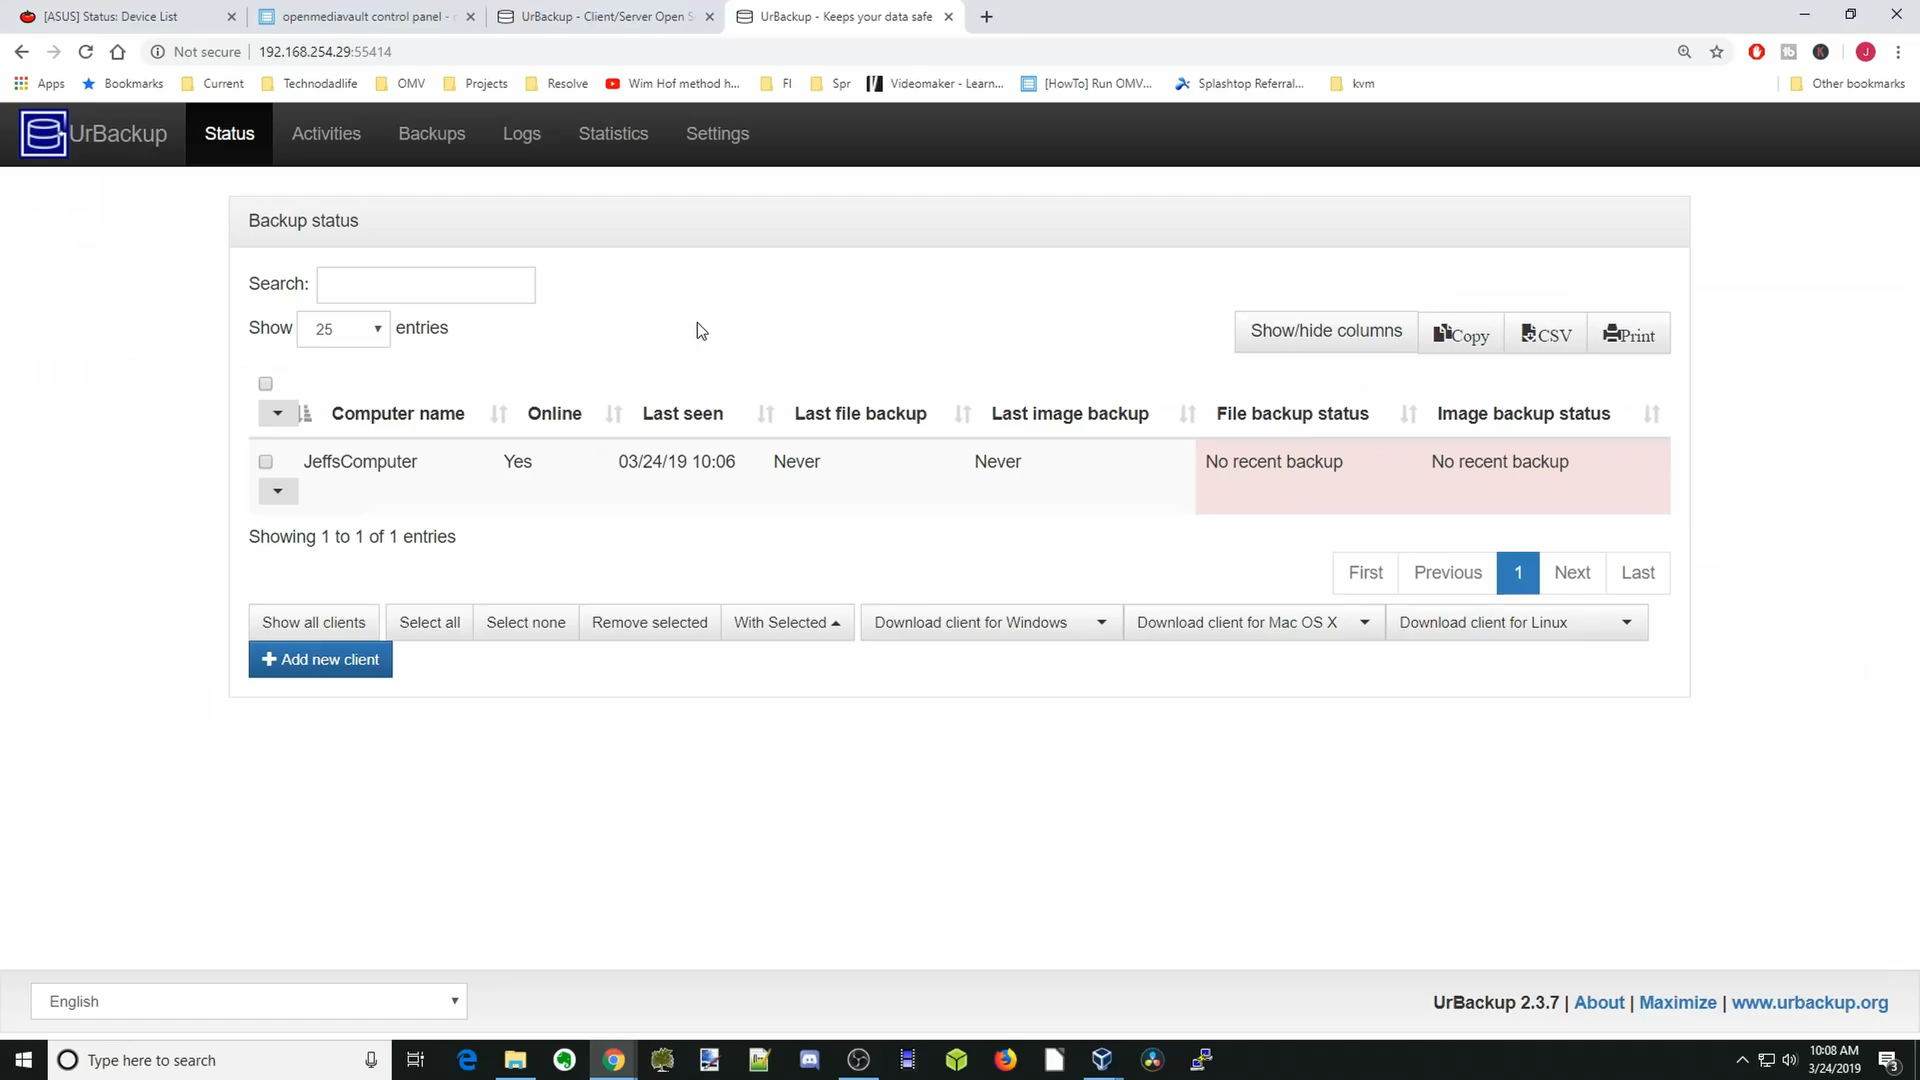 [ASUS] Status: Device List
openmediavault control panel -
UrBackup - Client/Server Open S
UrBackup - Keeps your data safe
Not secure | 192.168.254.29:55414
Apps
Bookmarks
Current
Technodadlife
OMV
Projects
Resolve
Wim Hof method h...
FI
Spr
Videomaker - Learn...
[HowTo] Run OMV...
Splashtop Referral...
kvm
Other bookmarks
UrBackup
Status
Activities
Backups
Logs
Statistics
Settings
Backup status
Search:
Show 25 entries
Show/hide columns
Copy
CSV
Print
Computer name Online Last seen Last file backup Last image backup File backup status Image backup status
JeffsComputer Yes 03/24/19 10:06 Never Never No recent backup No recent backup
Showing 1 to 1 of 1 entries
First Previous 1 Next Last
Show all clients
Select all
Select none
Remove selected
With Selected
Download client for Windows
Download client for Mac OS X
Download client for Linux
Add new client
English
UrBackup 2.3.7 | About | Maximize | www.urbackup.org
Type here to search
10:08 AM
3/24/2019
3